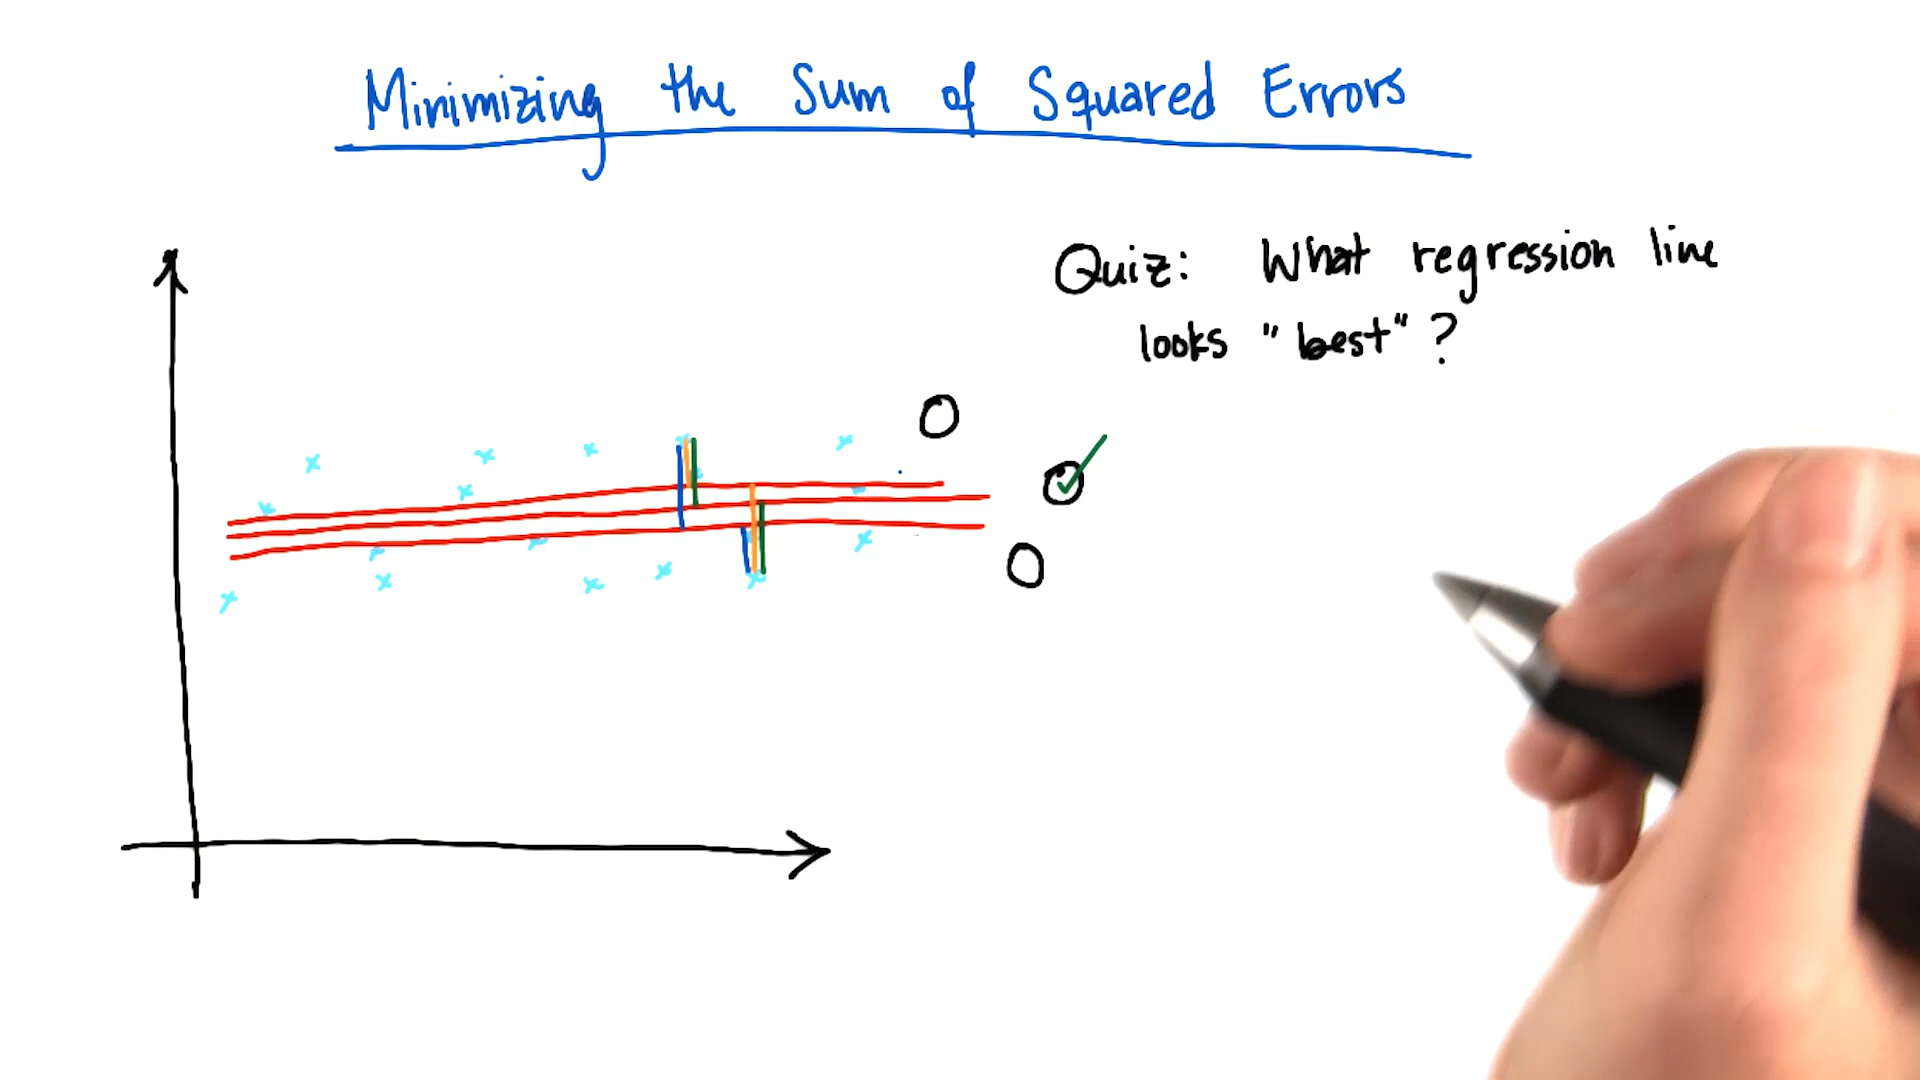 Minimizing the Sum of Squared Errors
Quiz: What regression line
looks "best"?